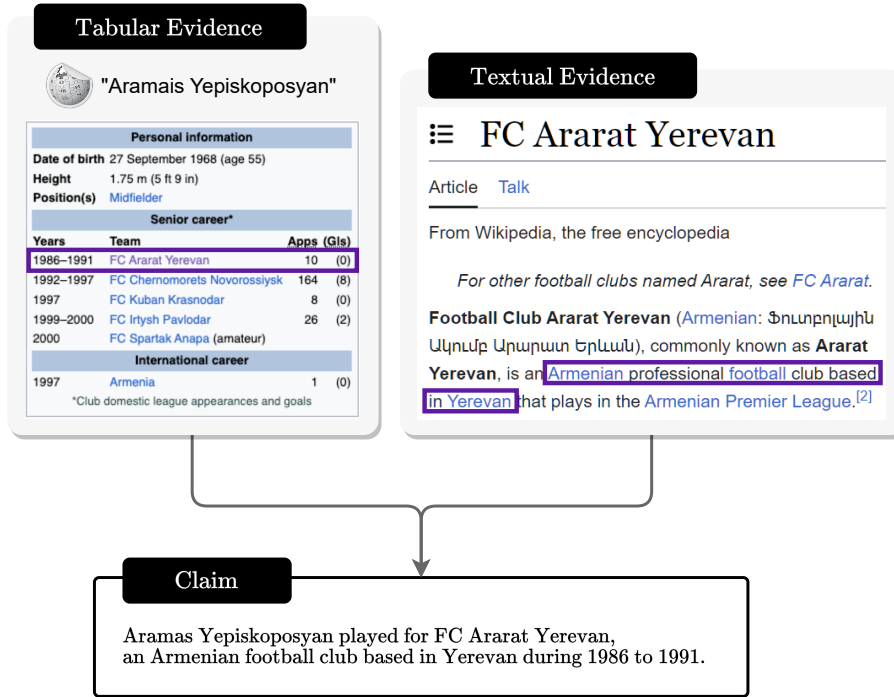 Tabular Evidence
"Aramais Yepiskoposyan"
Personal information
Date of birth 27 September 1968 (age 55)
Height 1.75 m (5 ft 9 in)
Position(s) Midfielder
Senior career*
Years Team Apps (Gls)
1986–1991 FC Ararat Yerevan 10 (0)
1992–1997 FC Chernomorets Novorossiysk 164 (8)
1997 FC Kuban Krasnodar 8 (0)
1999–2000 FC Irtysh Pavlodar 26 (2)
2000 FC Spartak Anapa (amateur)
International career
1997 Armenia 1 (0)
*Club domestic league appearances and goals
Textual Evidence
FC Ararat Yerevan
Article Talk
From Wikipedia, the free encyclopedia
For other football clubs named Ararat, see FC Ararat.
Football Club Ararat Yerevan (Armenian: Ֆուտբոլային
Ակումբ Արարատ Երևան), commonly known as Ararat
Yerevan, is an Armenian professional football club based
in Yerevan that plays in the Armenian Premier League.[2]
Claim
Aramas Yepiskoposyan played for FC Ararat Yerevan,
an Armenian football club based in Yerevan during 1986 to 1991.